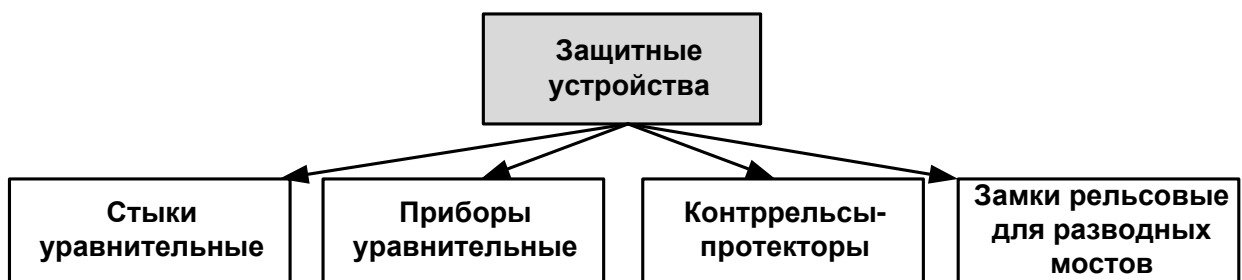 Защитные
устройства
Стыки
уравнительные
Приборы
уравнительные
Контррельсы-
протекторы
Замки рельсовые
для разводных
мостов